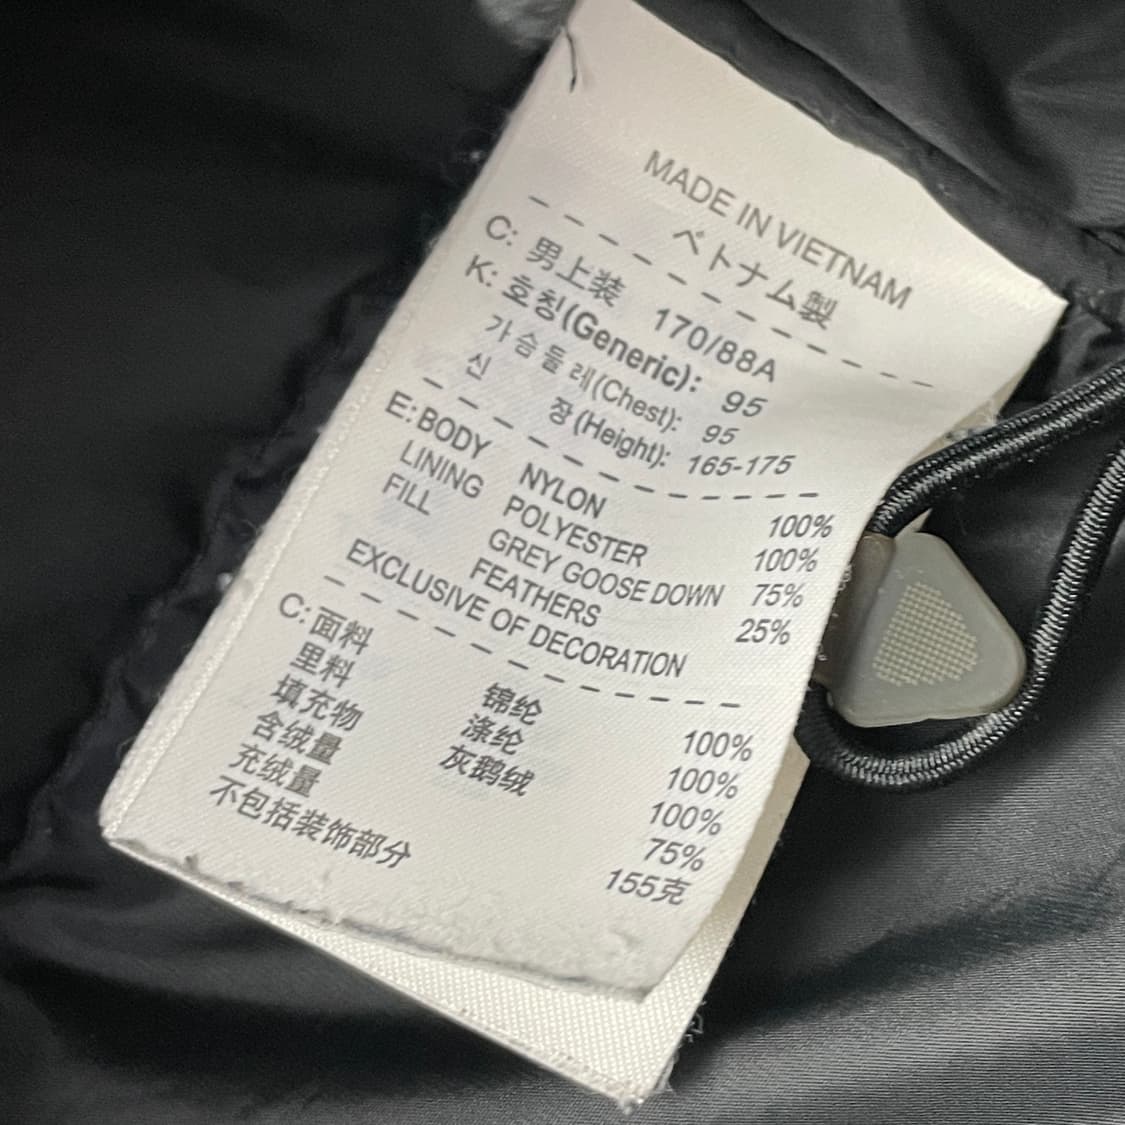 MADE IN VIETNAM
ベトナム製
C: 男上装 170/88A
K: 호칭(Generic): 95
가슴둘레(Chest): 95
신 장(Height): 165-175
E: BODY NYLON 100%
LINING POLYESTER 100%
FILL GREY GOOSE DOWN 75%
FEATHERS 25%
EXCLUSIVE OF DECORATION
C: 面料 锦纶 100%
里料 涤纶 100%
填充物 灰鹅绒 100%
含绒量 75%
充绒量 155克
不包括装饰部分